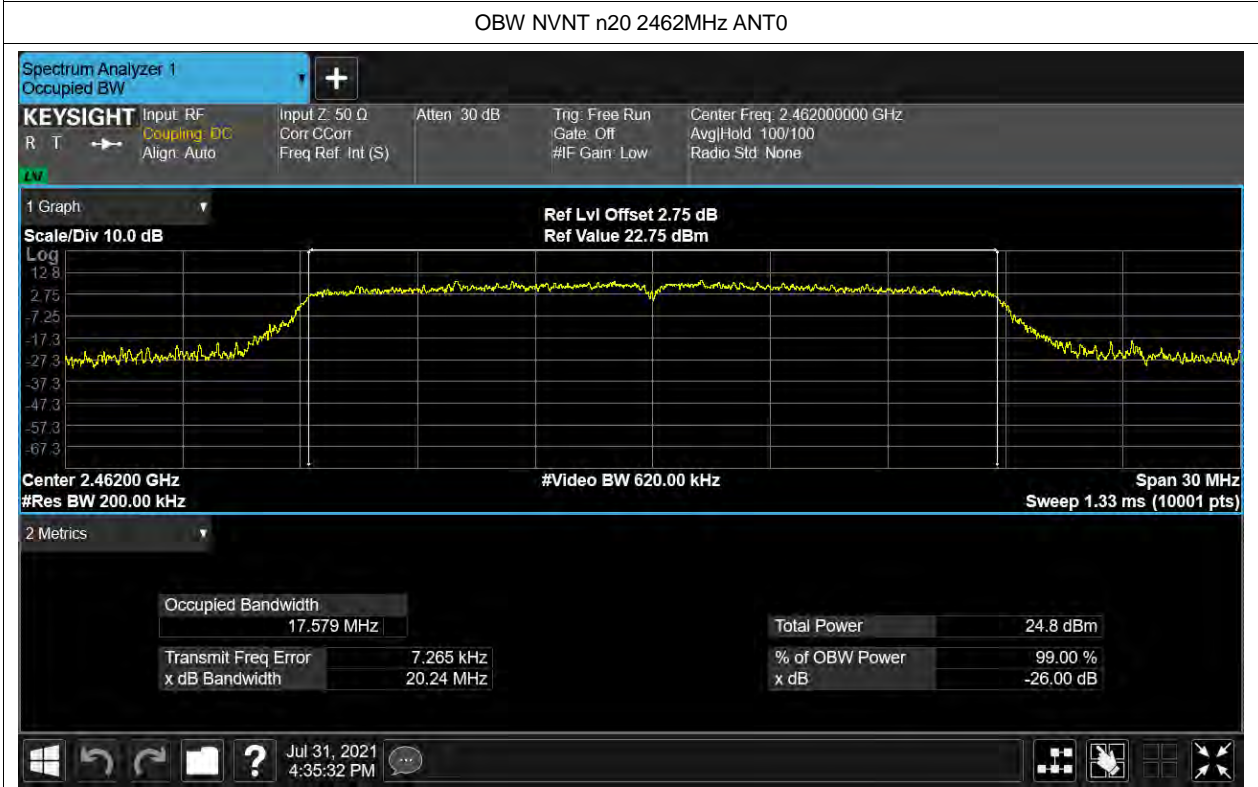 OBW NVNT n20 2462MHz ANT0
Spectrum Analyzer 1
Occupied BW
+
KEYSIGHT Input: RF Input Z: 50 Ω Atten: 30 dB Trig: Free Run Center Freq: 2.462000000 GHz
R T Coupling: DC Corr CCorr Gate: Off Avg|Hold: 100/100
Align: Auto Freq Ref: Int (S) #IF Gain: Low Radio Std: None
1 Graph
Ref Lvl Offset 2.75 dB
Scale/Div 10.0 dB Ref Value 22.75 dBm
Log
12.8
2.75
-7.25
-17.3
-27.3
-37.3
-47.3
-57.3
-67.3
Center 2.46200 GHz #Video BW 620.00 kHz Span 30 MHz
#Res BW 200.00 kHz Sweep 1.33 ms (10001 pts)
2 Metrics
Occupied Bandwidth
17.579 MHz Total Power 24.8 dBm
Transmit Freq Error 7.265 kHz % of OBW Power 99.00 %
x dB Bandwidth 20.24 MHz x dB -26.00 dB
? Jul 31, 2021
4:35:32 PM